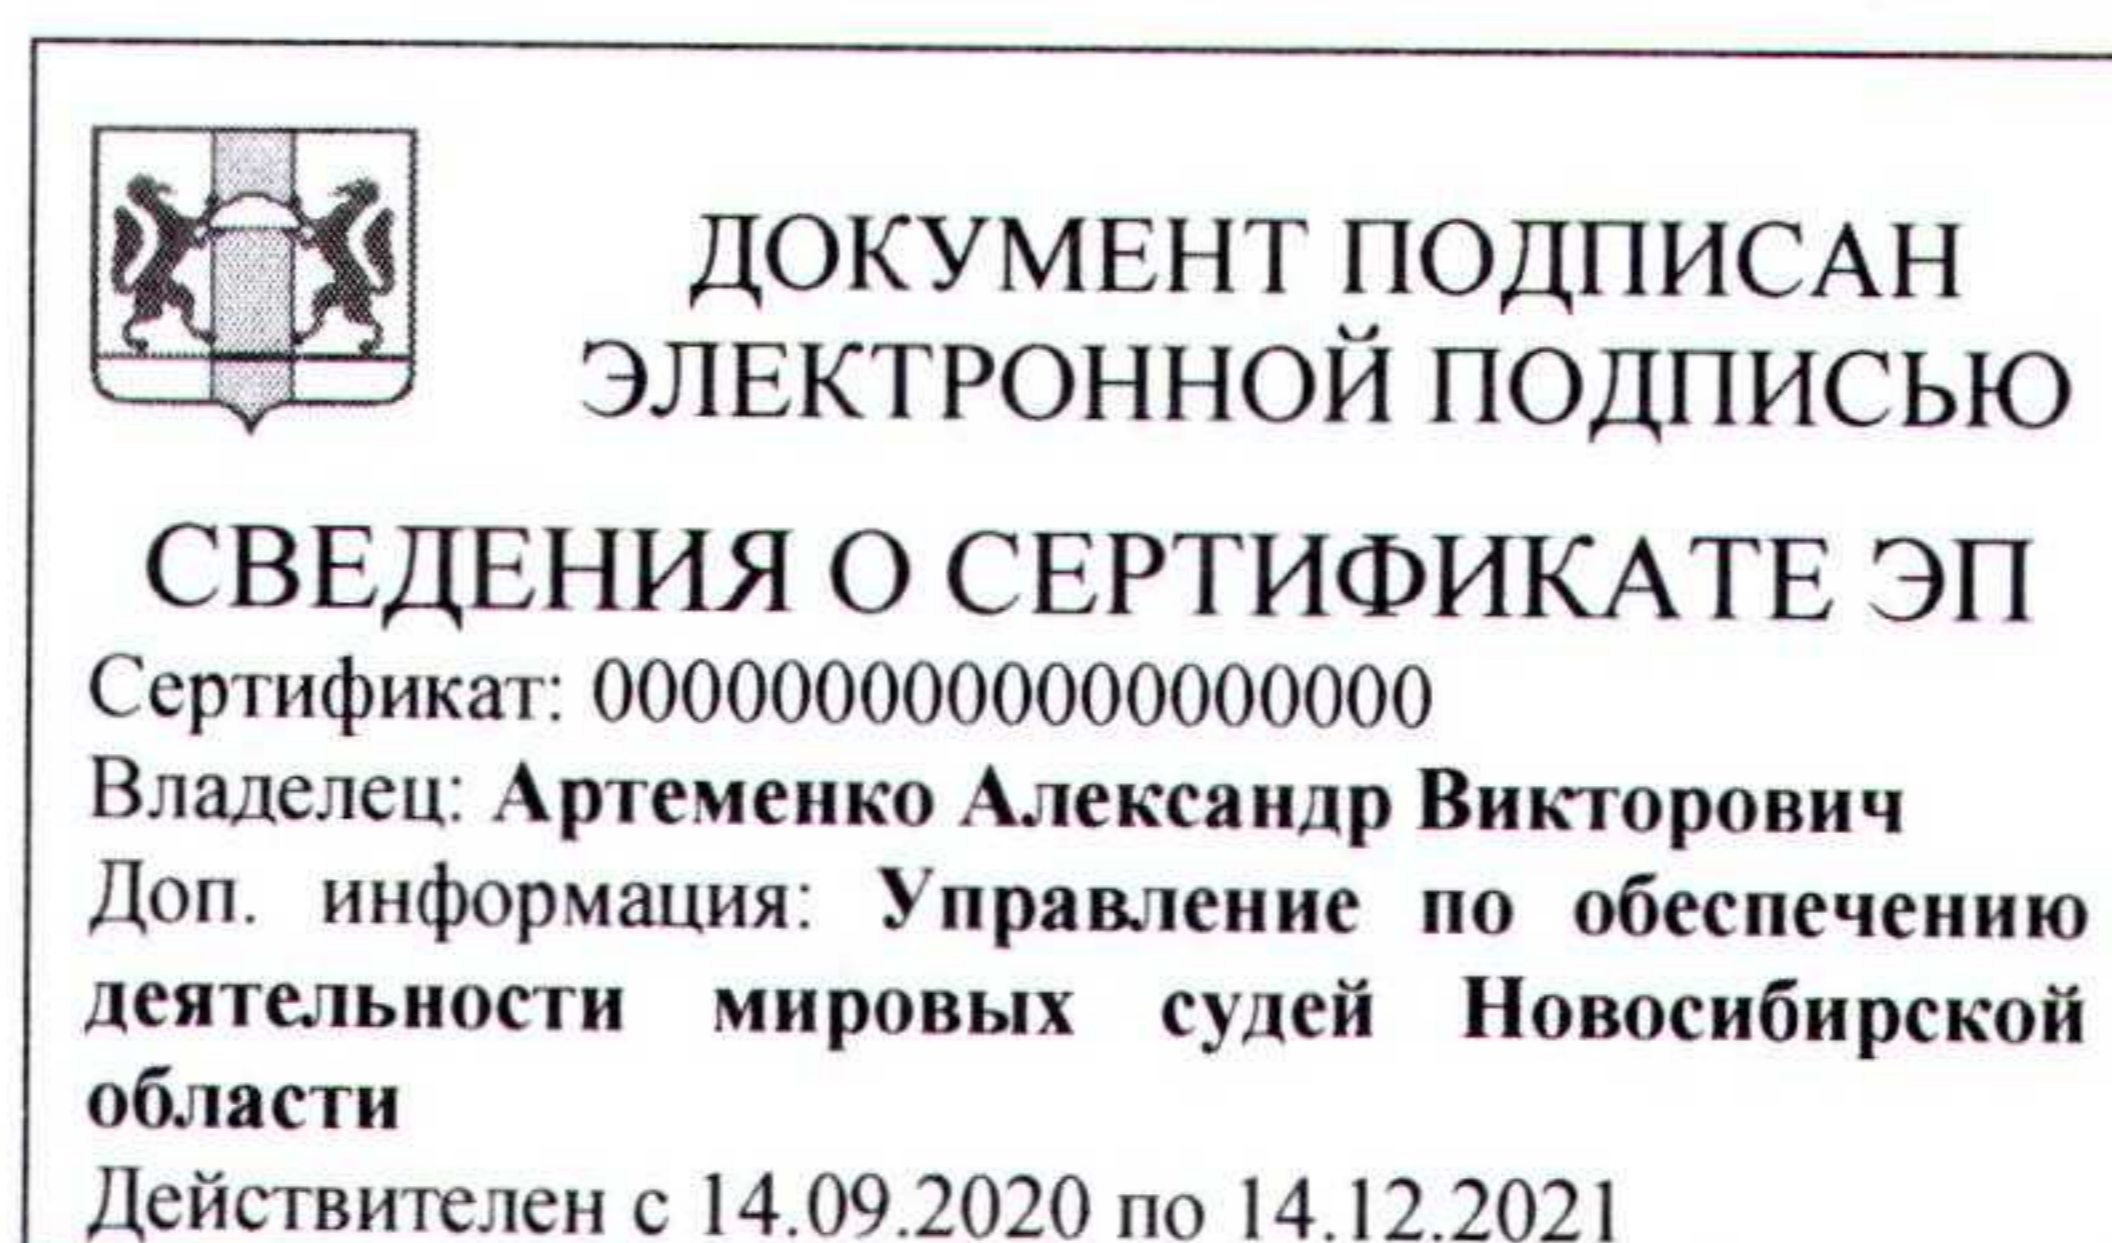 ДОКУМЕНТ ПОДПИСАН
ЭЛЕКТРОННОЙ ПОДПИСЬЮ
СВЕДЕНИЯ О СЕРТИФИКАТЕ ЭП
Сертификат: 00000000000000000000
Владелец: Артеменко Александр Викторович
Доп. информация: Управление по обеспечению
деятельности мировых судей Новосибирской
области
Действителен с 14.09.2020 по 14.12.2021